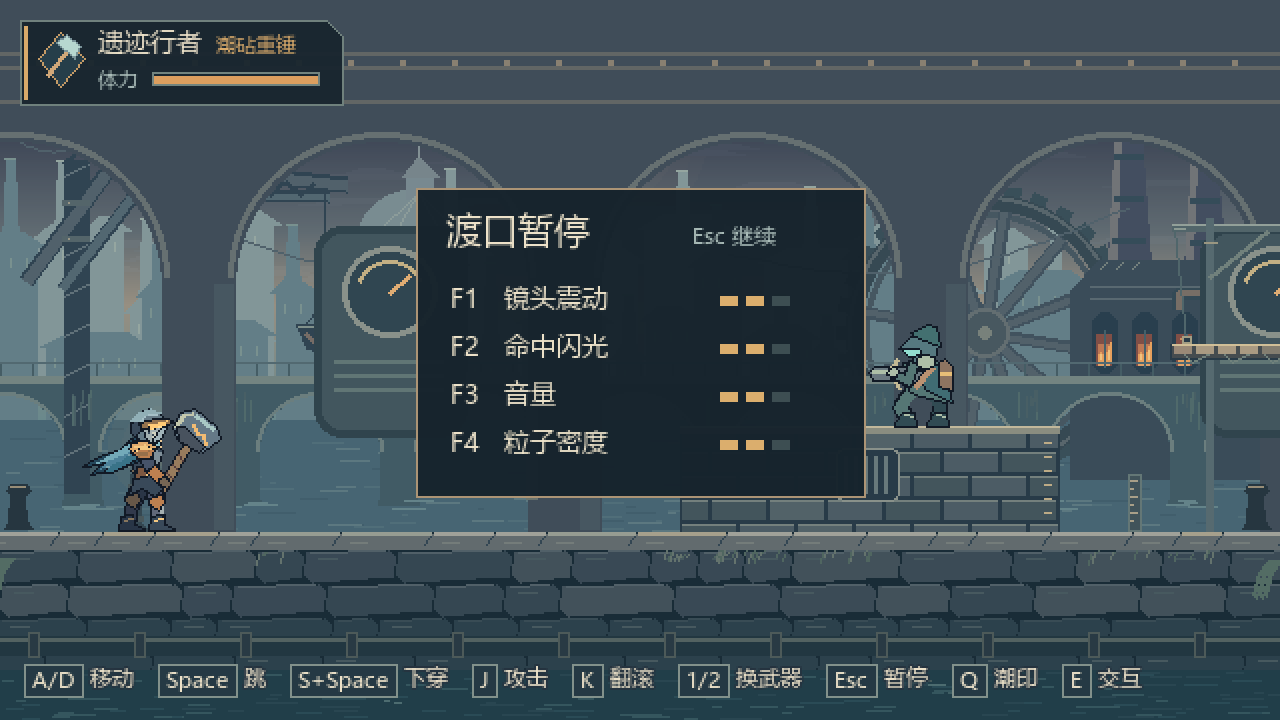 遗迹行者 潮砧重锤
体力
渡口暂停 Esc 继续
F1 镜头震动
F2 命中闪光
F3 音量
F4 粒子密度
A/D 移动 Space 跳 S+Space 下穿 J 攻击 K 翻滚 1/2 换武器 Esc 暂停 Q 潮印 E 交互